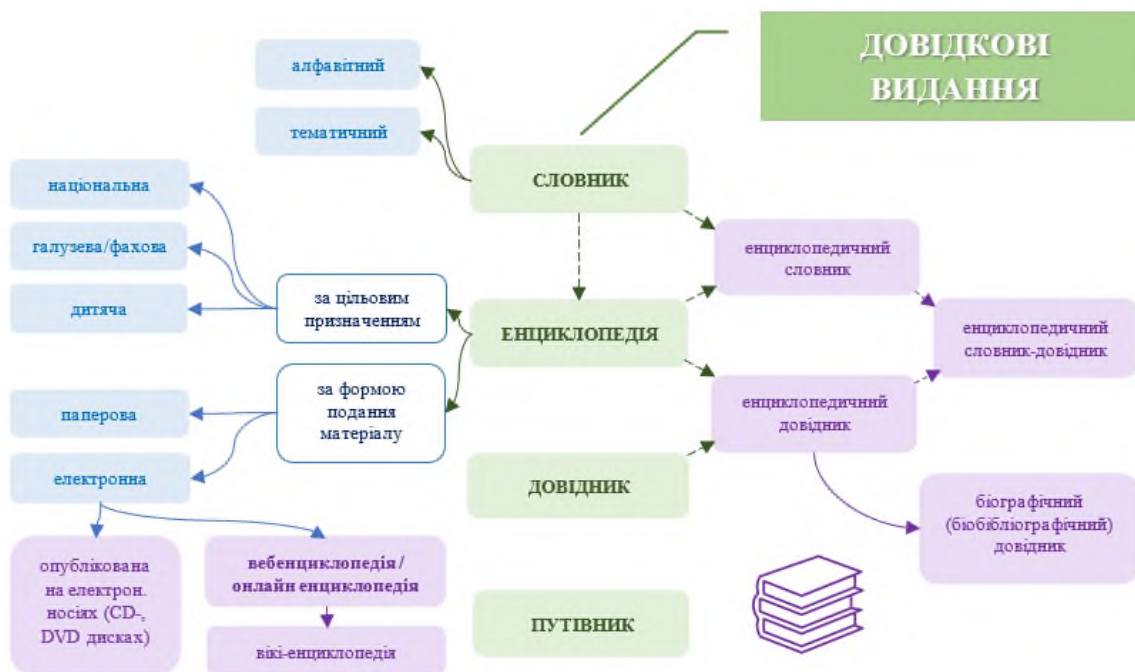 ДОВІДКОВІ
ВИДАННЯ
алфавітний
тематичний
СЛОВНИК
національна
галузева/фахова
дитяча
за цільовим
призначенням
ЕНЦИКЛОПЕДІЯ
енциклопедичний
словник
енциклопедичний
словник-довідник
паперова
електронна
за формою
подання
матеріалу
енциклопедичний
довідник
ДОВІДНИК
біографічний
(біобібліографічний)
довідник
опублікована
на електрон.
носіях (CD-,
DVD дисках)
вебенциклопедія /
онлайн енциклопедія
вікі-енциклопедія
ПУТІВНИК